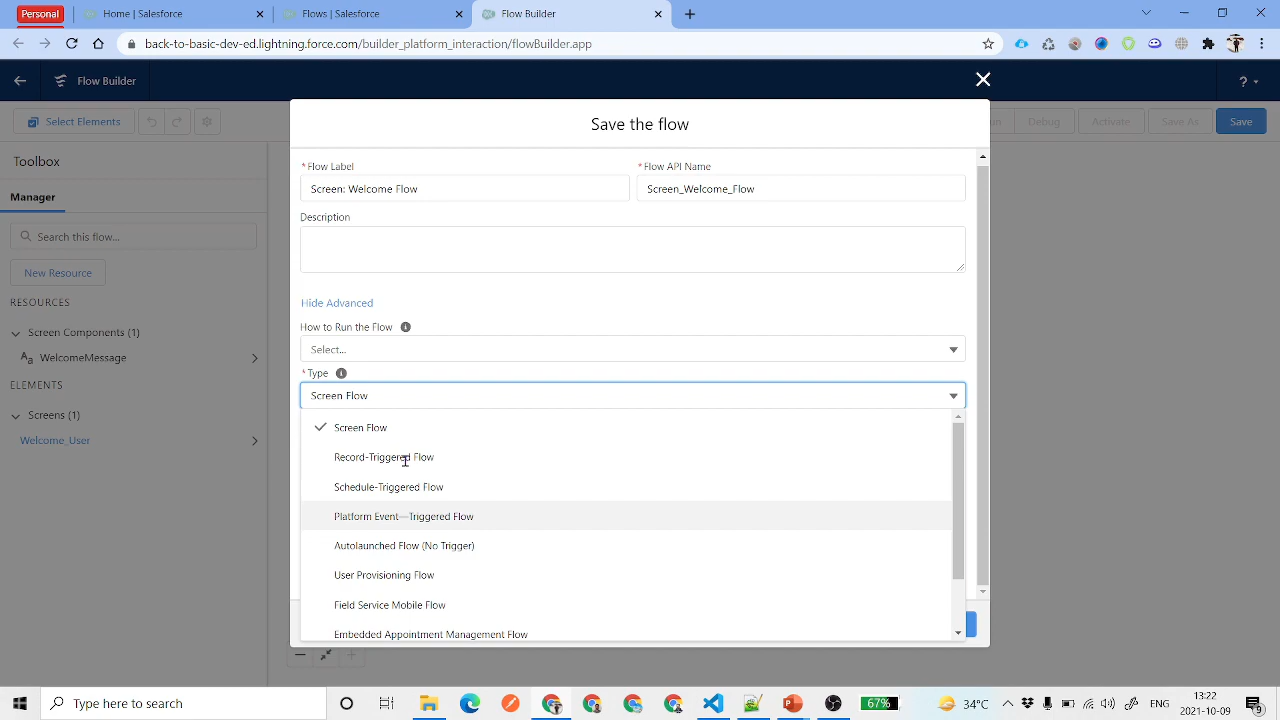 Personal
Home | Salesforce
Flows | Salesforce
Flow Builder
back-to-basic-dev-ed.lightning.force.com/builder_platform_interaction/flowBuilder.app
Flow Builder
?
Select Elements
Debug
Activate
Save As
Save
Save the flow
Toolbox
Manager
Search this flow...
New Resource
RESOURCES
Screen Components (1)
Aa WelcomeMessage
ELEMENTS
Screens (1)
Welcome_User
* Flow Label
* Flow API Name
Screen: Welcome Flow
Screen_Welcome_Flow
Description
Hide Advanced
How to Run the Flow
Select...
* Type
Screen Flow
Screen Flow
Record-Triggered Flow
Schedule-Triggered Flow
Platform Event—Triggered Flow
Autolaunched Flow (No Trigger)
User Provisioning Flow
Field Service Mobile Flow
Embedded Appointment Management Flow
Type here to search
67%
34°C
ENG
13:22
2021-10-09